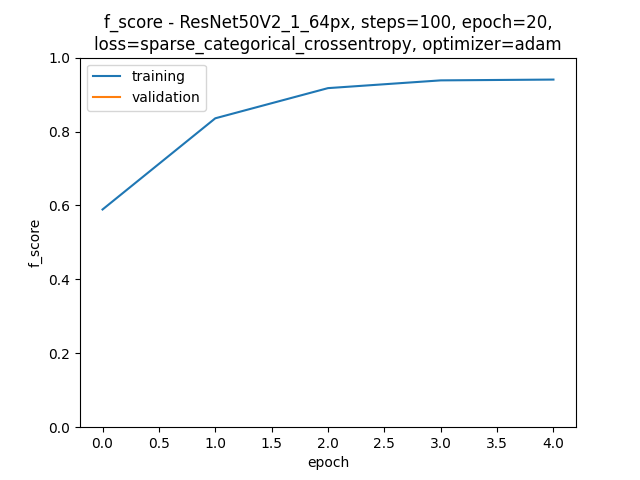 f_score - ResNet50V2_1_64px, steps=100, epoch=20,
loss=sparse_categorical_crossentropy, optimizer=adam
training
validation
f_score
1.0
0.8
0.6
0.4
0.2
0.0
0.0 0.5 1.0 1.5 2.0 2.5 3.0 3.5 4.0
epoch